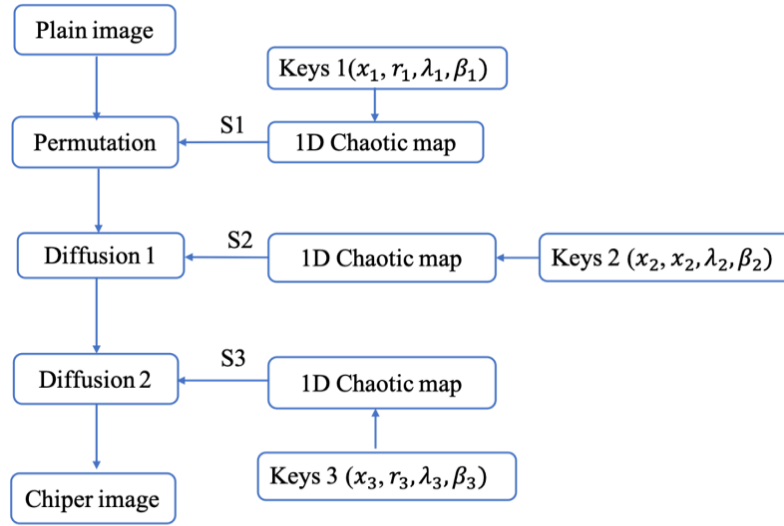 Plain image
Keys 1(x₁, r₁, λ₁, β₁)
S1
Permutation
1D Chaotic map
S2
Diffusion 1
1D Chaotic map
Keys 2 (x₂, x₂, λ₂, β₂)
S3
Diffusion 2
1D Chaotic map
Keys 3 (x₃, r₃, λ₃, β₃)
Chiper image